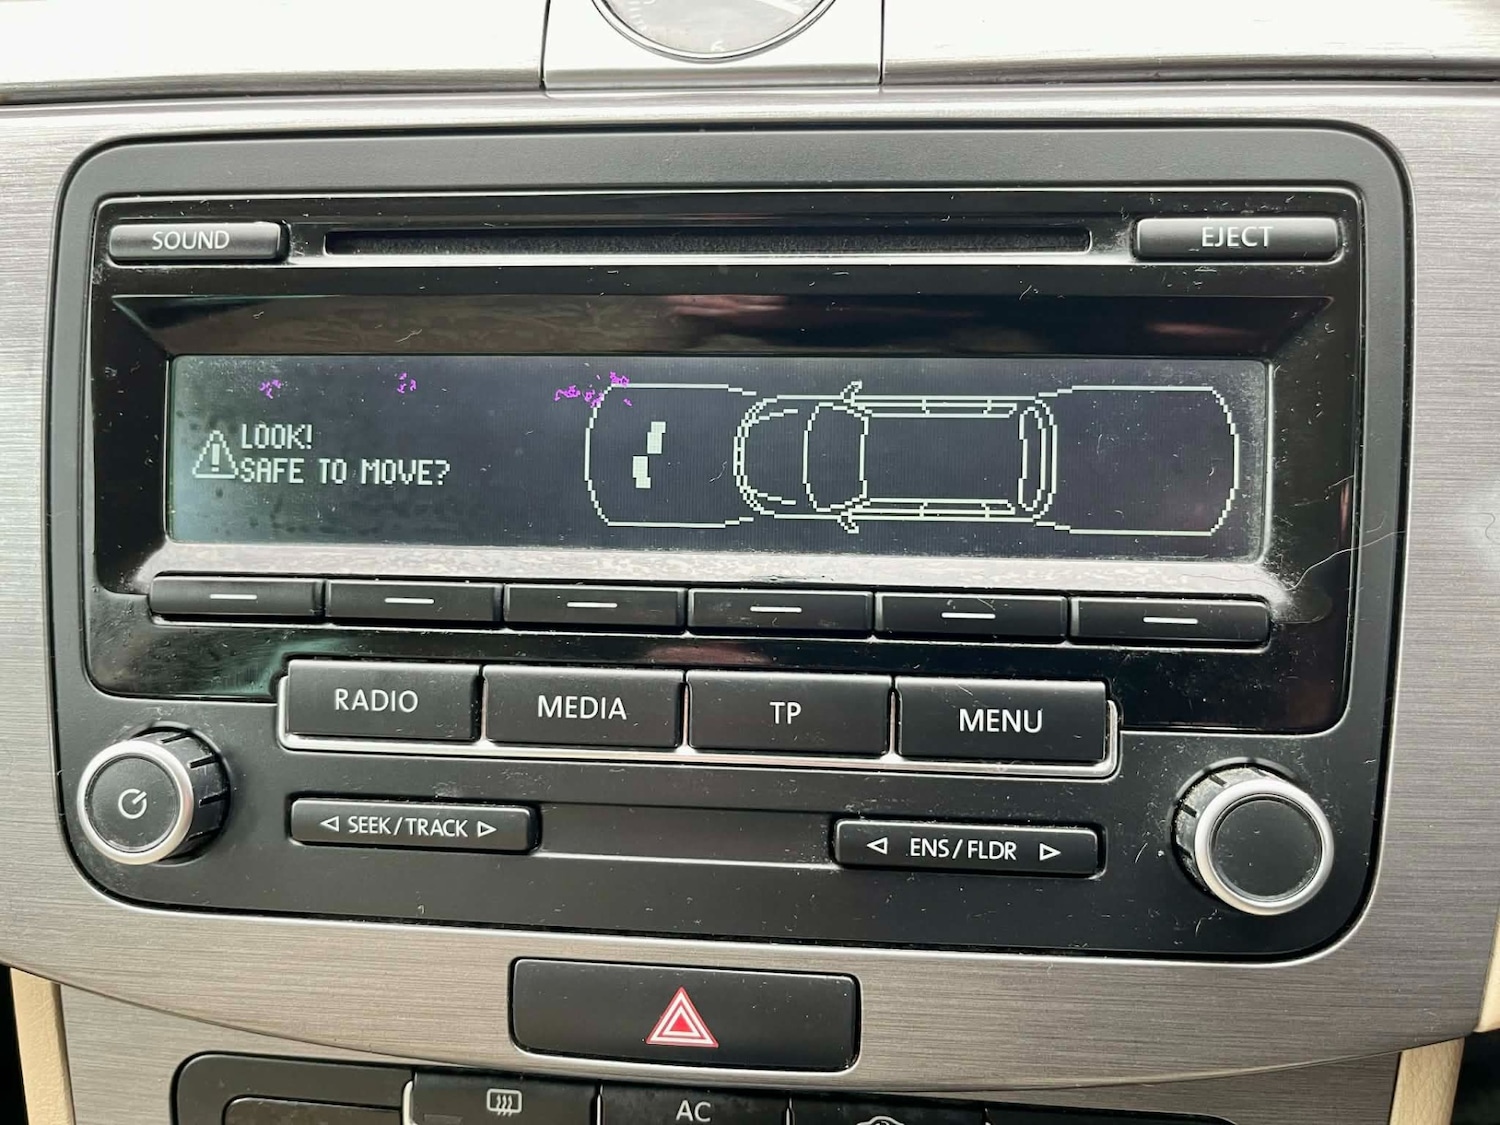 SOUND
EJECT
LOOK!
SAFE TO MOVE?
RADIO
MEDIA
TP
MENU
SEEK/TRACK
ENS/FLDR
AC